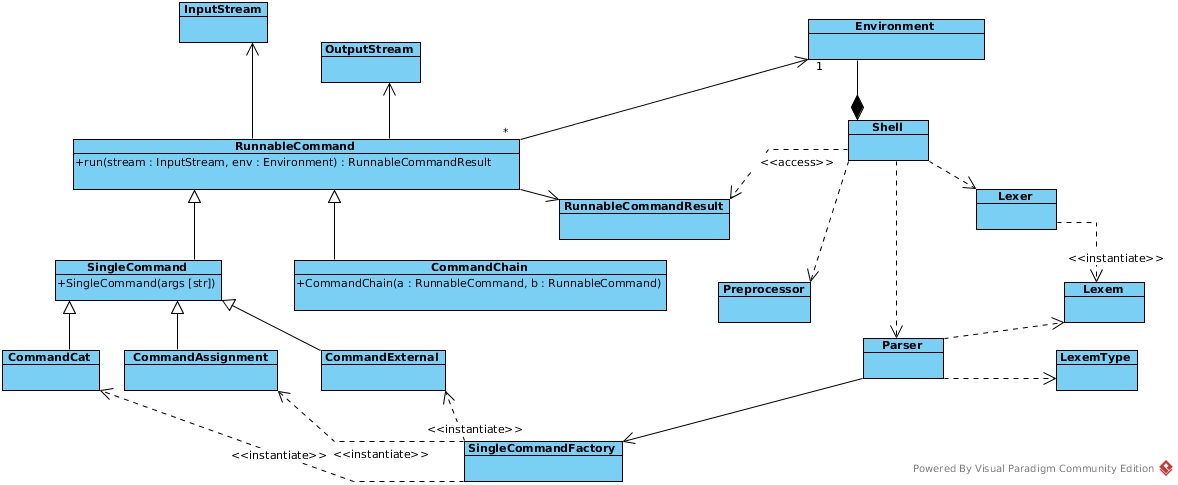 InputStream
OutputStream
Environment
1
*
Shell
RunnableCommand
+run(stream : InputStream, env : Environment) : RunnableCommandResult
<<access>>
Lexer
RunnableCommandResult
<<instantiate>>
SingleCommand
+SingleCommand(args [str])
CommandChain
+CommandChain(a : RunnableCommand, b : RunnableCommand)
Preprocessor
Lexem
Parser
CommandCat
CommandAssignment
CommandExternal
LexemType
<<instantiate>>
<<instantiate>>
<<instantiate>>
SingleCommandFactory
Powered By Visual Paradigm Community Edition